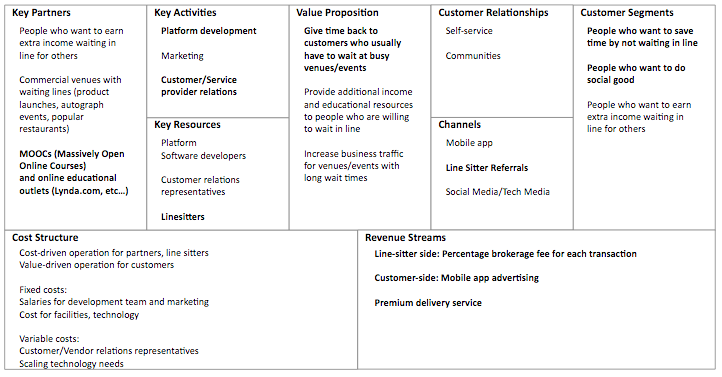 Key Partners
People who want to earn
extra income waiting in
line for others
Commercial venues with
waiting lines (product
launches, autograph
events, popular
restaurants)
MOOCs (Massively Open
Online Courses)
and online educational
outlets (Lynda.com, etc...)
Key Activities
Platform development
Marketing
Customer/Service
provider relations
Key Resources
Platform
Software developers
Customer relations
representatives
Linesitters
Value Proposition
Give time back to
customers who usually
have to wait at busy
venues/events
Provide additional income
and educational resources
to people who are willing
to wait in line
Increase business traffic
for venues/events with
long wait times
Customer Relationships
Self-service
Communities
Channels
Mobile app
Line Sitter Referrals
Social Media/Tech Media
Customer Segments
People who want to save
time by not waiting in line
People who want to do
social good
People who want to earn
extra income waiting in
line for others
Cost Structure
Cost-driven operation for partners, line sitters
Value-driven operation for customers
Fixed costs:
Salaries for development team and marketing
Cost for facilities, technology
Variable costs:
Customer/Vendor relations representatives
Scaling technology needs
Revenue Streams
Line-sitter side: Percentage brokerage fee for each transaction
Customer-side: Mobile app advertising
Premium delivery service